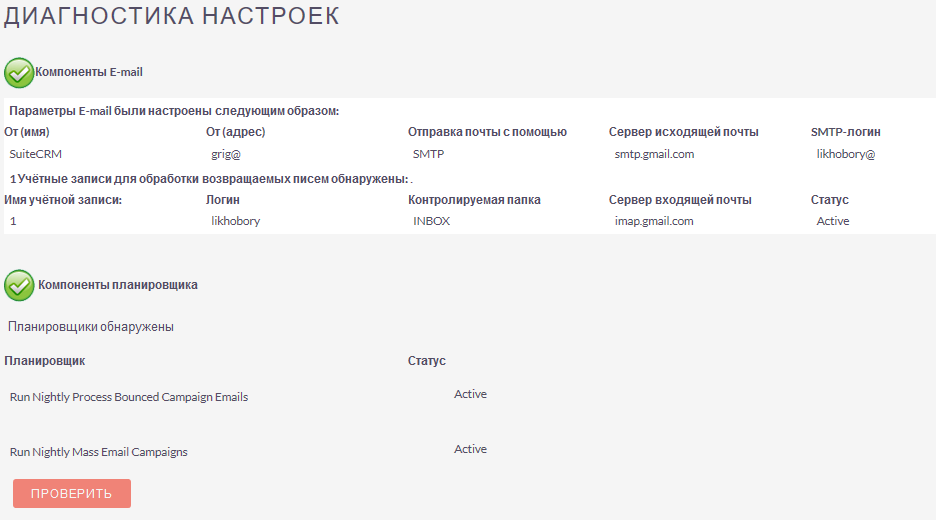 ДИАГНОСТИКА НАСТРОЕК
Компоненты E-mail
Параметры E-mail были настроены следующим образом:
От (имя) От (адрес) Отправка почты с помощью Сервер исходящей почты SMTP-логин
SuiteCRM grig@ SMTP smtp.gmail.com likhobory@
1 Учётные записи для обработки возвращаемых писем обнаружены: .
Имя учётной записи: Логин Контролируемая папка Сервер входящей почты Статус
1 likhobory INBOX imap.gmail.com Active
Компоненты планировщика
Планировщики обнаружены
Планировщик Статус
Run Nightly Process Bounced Campaign Emails Active
Run Nightly Mass Email Campaigns Active
ПРОВЕРИТЬ